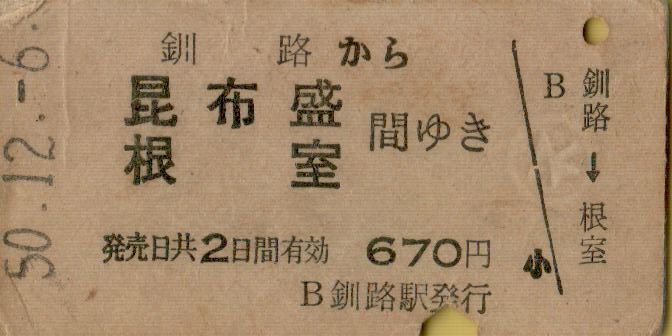 50.12.-6.
釧路から
昆布盛
根室
間ゆき
発売日共2日間有効 670円
B釧路駅発行
小
B
釧路→根室